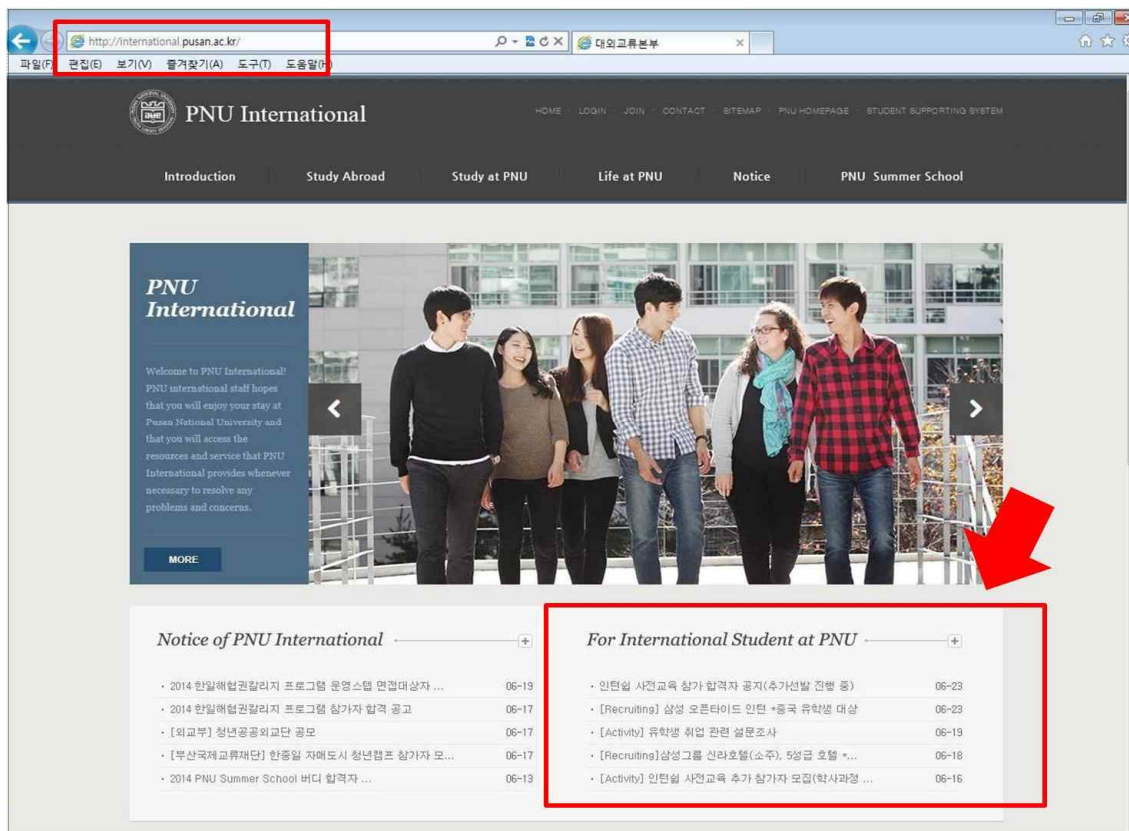 http://international.pusan.ac.kr/
대외교류본부
파일(F) 편집(E) 보기(V) 즐겨찾기(A) 도구(T) 도움말(H)
PNU International
HOME · LOGIN · JOIN · CONTACT · SITEMAP · PNU HOMEPAGE · STUDENT SUPPORTING SYSTEM
Introduction Study Abroad Study at PNU Life at PNU Notice PNU Summer School
PNU
International
Welcome to PNU International!
PNU international staff hopes
that you will enjoy your stay at
Pusan National University and
that you will access the
resources and service that PNU
International provides whenever
necessary to resolve any
problems and concerns.
MORE
Notice of PNU International
· 2014 한일해협권칼리지 프로그램 운영스텝 면접대상자 ... 06-19
· 2014 한일해협권칼리지 프로그램 참가자 합격 공고 06-17
· [외교부] 청년공공외교단 공모 06-17
· [부산국제교류재단] 한중일 자매도시 청년캠프 참가자 모... 06-17
· 2014 PNU Summer School 버디 합격자 ... 06-13
For International Student at PNU
· 인턴쉽 사전교육 참가 합격자 공지(추가선발 진행 중) 06-23
· [Recruiting] 삼성 오픈타이드 인턴 *중국 유학생 대상 06-23
· [Activity] 유학생 취업 관련 설문조사 06-19
· [Recruiting]삼성그룹 신라호텔(소주), 5성급 호텔 *... 06-18
· [Activity] 인턴쉽 사전교육 추가 참가자 모집(학사과정 ... 06-16